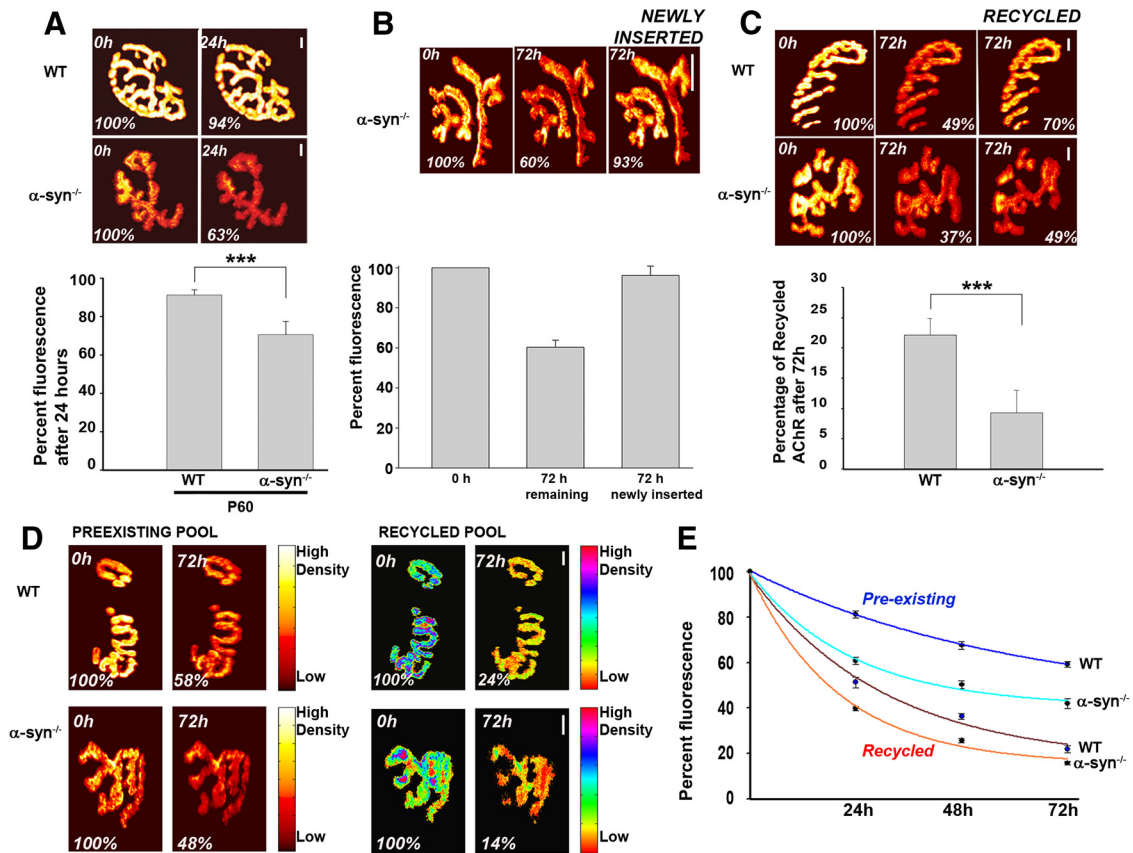 A
WT
0h
24h
100%
94%
α-syn-/-
0h
24h
100%
63%
Percent fluorescence
after 24 hours
100
80
60
40
20
0
***
WT
α-syn-/-
P60
B
NEWLY
INSERTED
α-syn-/-
0h
72h
72h
100%
60%
93%
Percent fluorescence
100
80
60
40
20
0
0 h
72 h
remaining
72 h
newly inserted
C
RECYCLED
WT
0h
72h
72h
100%
49%
70%
α-syn-/-
0h
72h
72h
100%
37%
49%
Percentage of Recycled
AChR after 72h
30
22
20
15
10
5
0
***
WT
α-syn-/-
D
PREEXISTING POOL
RECYCLED POOL
WT
0h
72h
100%
58%
High
Density
Low
0h
72h
100%
24%
High
Density
Low
α-syn-/-
0h
72h
100%
48%
High
Density
Low
0h
72h
100%
14%
High
Density
Low
E
Percent fluorescence
100
80
60
40
20
0
Pre-existing
Recycled
WT
α-syn-/-
WT
α-syn-/-
24h
48h
72h